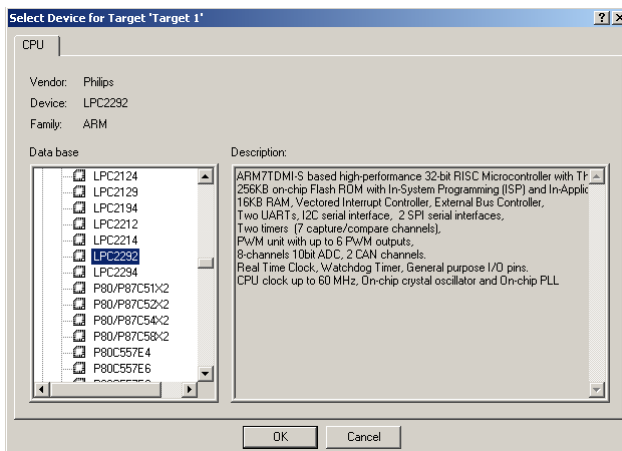 Select Device for Target 'Target 1'
CPU
Vendor: Philips
Device: LPC2292
Family: ARM
Data base
LPC2124
LPC2129
LPC2194
LPC2212
LPC2214
LPC2292
LPC2294
P80/P87C51X2
P80/P87C52X2
P80/P87C54X2
P80/P87C58X2
P80C557E4
P80C557E6
Description:
ARM7TDMI-S based high-performance 32-bit RISC Microcontroller with Th
256KB on-chip Flash ROM with In-System Programming (ISP) and In-Applic
16KB RAM, Vectored Interrupt Controller, External Bus Controller,
Two UARTs, I2C serial interface, 2 SPI serial interfaces,
Two timers (7 capture/compare channels),
PWM unit with up to 6 PWM outputs,
8-channels 10bit ADC, 2 CAN channels.
Real Time Clock, Watchdog Timer, General purpose I/O pins.
CPU clock up to 60 MHz, On-chip crystal oscillator and On-chip PLL
OK
Cancel